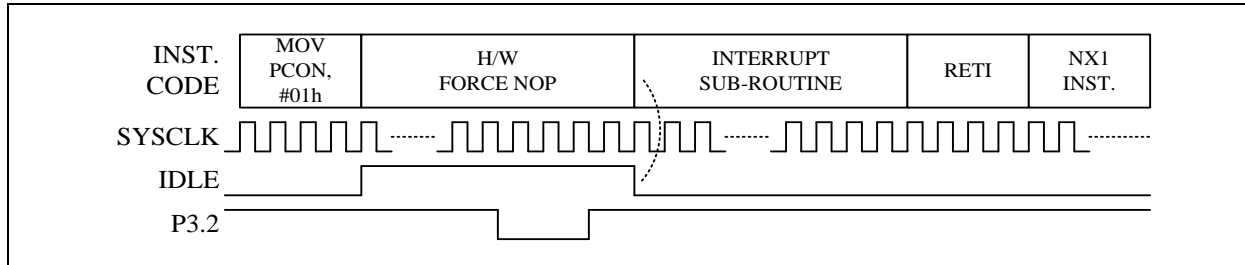 INST.
CODE
MOV
PCON,
#01h
H/W
FORCE NOP
INTERRUPT
SUB-ROUTINE
RETI
NX1
INST.
SYSCLK
IDLE
P3.2